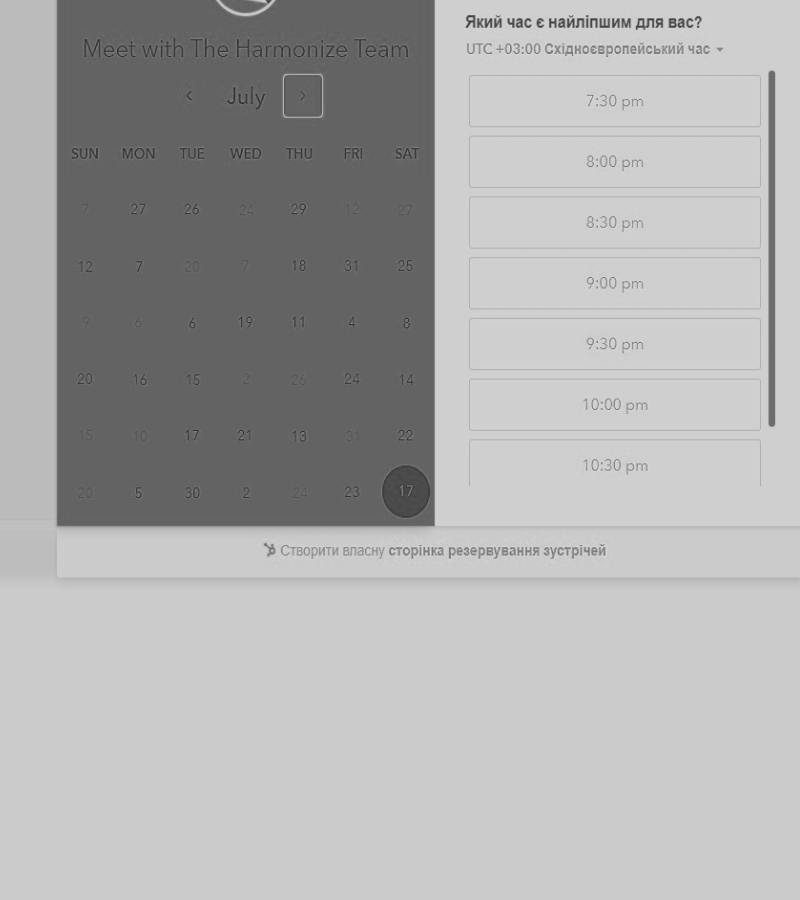 Meet with The Harmonize Team
July
SUN MON TUE WED THU FRI SAT
7 27 26 24 29 12 27
12 7 20 7 18 31 25
9 6 6 19 11 4 8
20 16 15 2 26 24 14
15 10 17 21 13 31 22
20 5 30 2 24 23 17
Який час є найліпшим для вас?
UTC +03:00 Східноєвропейський час
7:30 pm
8:00 pm
8:30 pm
9:00 pm
9:30 pm
10:00 pm
10:30 pm
Створити власну сторінка резервування зустрічей